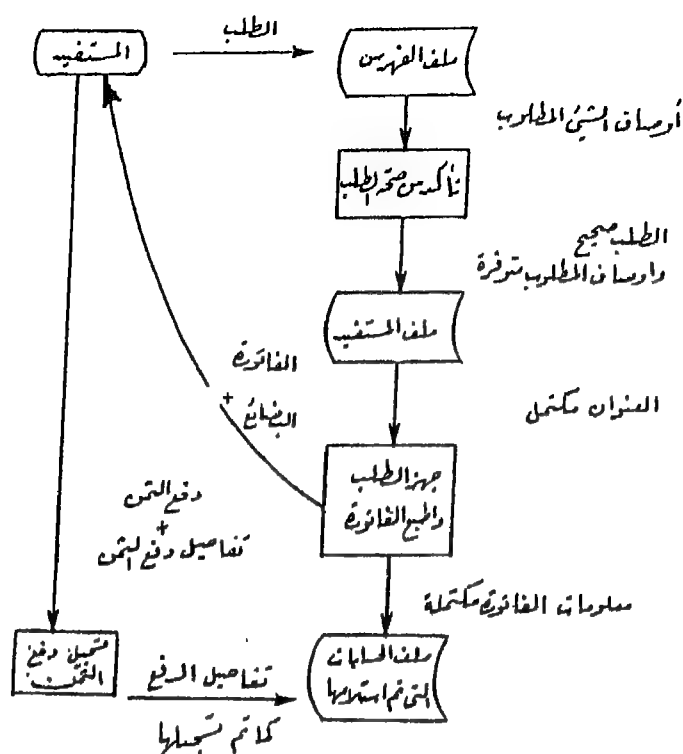 الطلب
المستفيد
ملف الفهرس
أوصاف الشيئ المطلوب
تأكد من صحة الطلب
الطلب صحيح
واوصاف المطلوب متوفرة
ملف المستفيد
الفاتورة
+
البضائع
العنوان مكتمل
جهز الطلب
واطبع الفاتورة
دفع الثمن
+
تفاصيل دفع الثمن
معلومات الفاتورة مكتملة
تسجيل دفع
الثمن
تفاصيل الدفع
كما تم تسجيلها
ملف الحسابات
التي تم استلامها